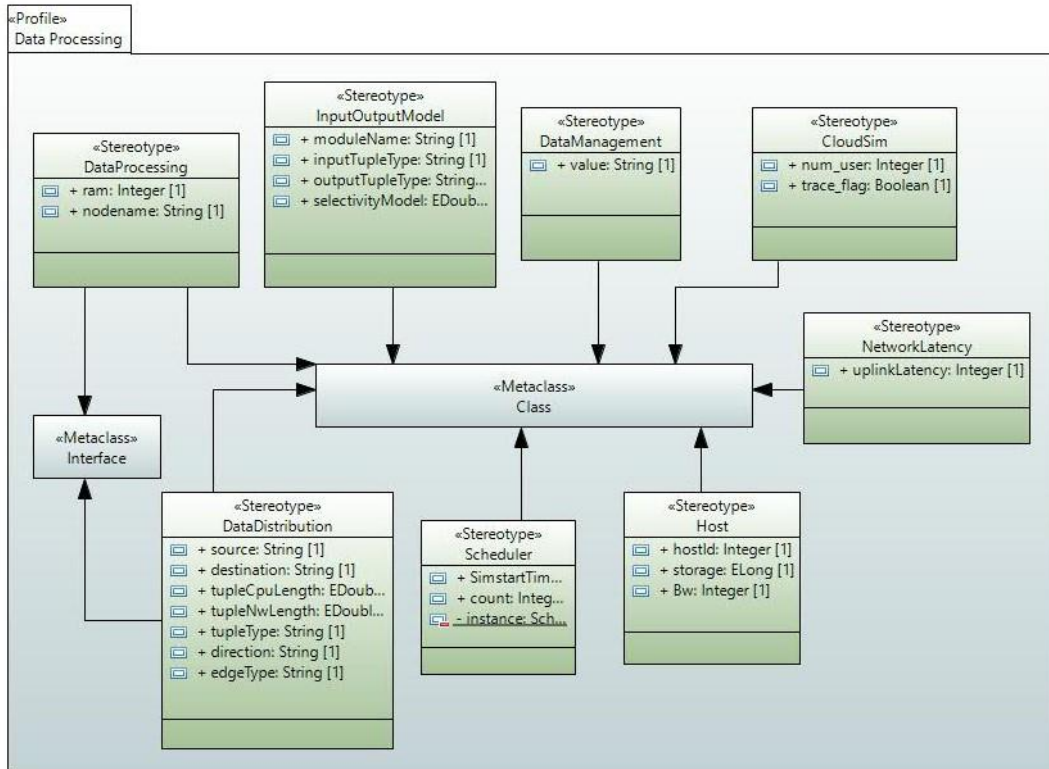 «Profile»
Data Processing
«Stereotype»
DataProcessing
+ ram: Integer [1]
+ nodename: String [1]
«Stereotype»
InputOutputModel
+ moduleName: String [1]
+ inputTupleType: String [1]
+ outputTupleType: String...
+ selectivityModel: EDoub...
«Stereotype»
DataManagement
+ value: String [1]
«Stereotype»
CloudSim
+ num_user: Integer [1]
+ trace_flag: Boolean [1]
«Stereotype»
NetworkLatency
+ uplinkLatency: Integer [1]
«Metaclass»
Class
«Metaclass»
Interface
«Stereotype»
DataDistribution
+ source: String [1]
+ destination: String [1]
+ tupleCpuLength: EDoub...
+ tupleNwLength: EDoubl...
+ tupleType: String [1]
+ direction: String [1]
+ edgeType: String [1]
«Stereotype»
Scheduler
+ SimstartTim...
+ count: Integ...
- instance: Sch...
«Stereotype»
Host
+ hostId: Integer [1]
+ storage: ELong [1]
+ Bw: Integer [1]